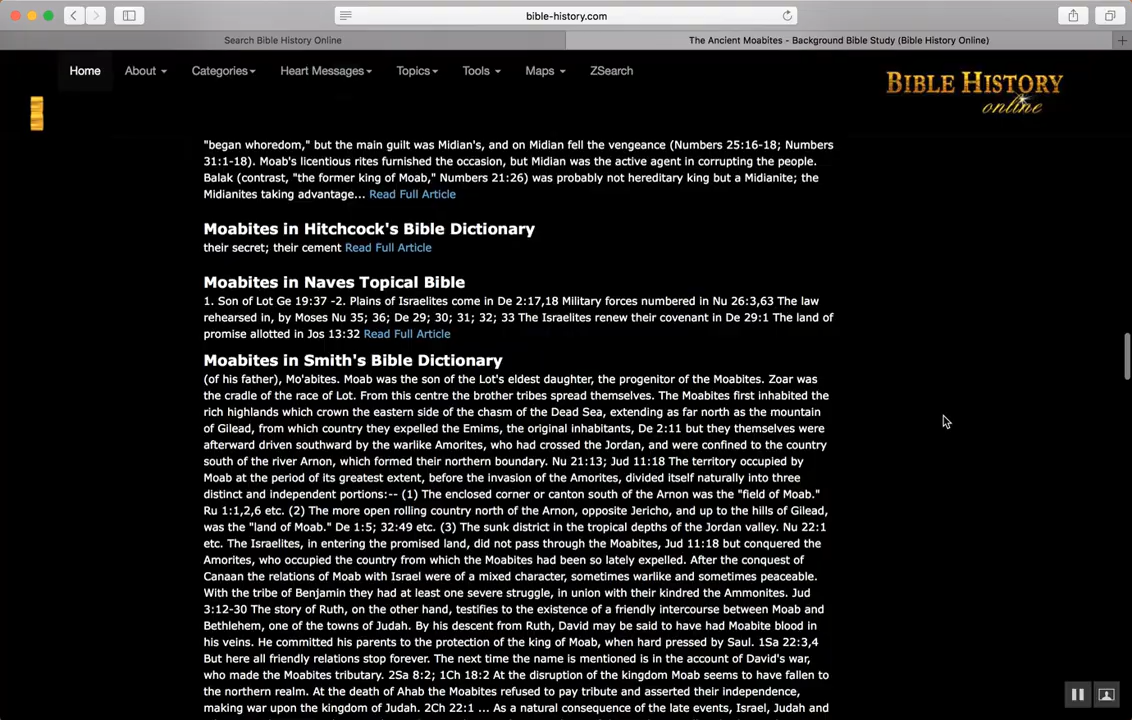 bible-history.com
Search Bible History Online
The Ancient Moabites - Background Bible Study (Bible History Online)
Home About Categories Heart Messages Topics Tools Maps ZSearch
BIBLE HISTORY
online
"began whoredom," but the main guilt was Midian's, and on Midian fell the vengeance (Numbers 25:16-18; Numbers
31:1-18). Moab's licentious rites furnished the occasion, but Midian was the active agent in corrupting the people.
Balak (contrast, "the former king of Moab," Numbers 21:26) was probably not hereditary king but a Midianite; the
Midianites taking advantage... Read Full Article
Moabites in Hitchcock's Bible Dictionary
their secret; their cement Read Full Article
Moabites in Naves Topical Bible
1. Son of Lot Ge 19:37 -2. Plains of Israelites come in De 2:17,18 Military forces numbered in Nu 26:3,63 The law
rehearsed in, by Moses Nu 35; 36; De 29; 30; 31; 32; 33 The Israelites renew their covenant in De 29:1 The land of
promise allotted in Jos 13:32 Read Full Article
Moabites in Smith's Bible Dictionary
(of his father), Mo'abites. Moab was the son of the Lot's eldest daughter, the progenitor of the Moabites. Zoar was
the cradle of the race of Lot. From this centre the brother tribes spread themselves. The Moabites first inhabited the
rich highlands which crown the eastern side of the chasm of the Dead Sea, extending as far north as the mountain
of Gilead, from which country they expelled the Emims, the original inhabitants, De 2:11 but they themselves were
afterward driven southward by the warlike Amorites, who had crossed the Jordan, and were confined to the country
south of the river Arnon, which formed their northern boundary. Nu 21:13; Jud 11:18 The territory occupied by
Moab at the period of its greatest extent, before the invasion of the Amorites, divided itself naturally into three
distinct and independent portions:-- (1) The enclosed corner or canton south of the Arnon was the "field of Moab."
Ru 1:1,2,6 etc. (2) The more open rolling country north of the Arnon, opposite Jericho, and up to the hills of Gilead,
was the "land of Moab." De 1:5; 32:49 etc. (3) The sunk district in the tropical depths of the Jordan valley. Nu 22:1
etc. The Israelites, in entering the promised land, did not pass through the Moabites, Jud 11:18 but conquered the
Amorites, who occupied the country from which the Moabites had been so lately expelled. After the conquest of
Canaan the relations of Moab with Israel were of a mixed character, sometimes warlike and sometimes peaceable.
With the tribe of Benjamin they had at least one severe struggle, in union with their kindred the Ammonites. Jud
3:12-30 The story of Ruth, on the other hand, testifies to the existence of a friendly intercourse between Moab and
Bethlehem, one of the towns of Judah. By his descent from Ruth, David may be said to have had Moabite blood in
his veins. He committed his parents to the protection of the king of Moab, when hard pressed by Saul. 1Sa 22:3,4
But here all friendly relations stop forever. The next time the name is mentioned is in the account of David's war,
who made the Moabites tributary. 2Sa 8:2; 1Ch 18:2 At the disruption of the kingdom Moab seems to have fallen to
the northern realm. At the death of Ahab the Moabites refused to pay tribute and asserted their independence,
making war upon the kingdom of Judah. 2Ch 22:1 ... As a natural consequence of the late events, Israel, Judah and